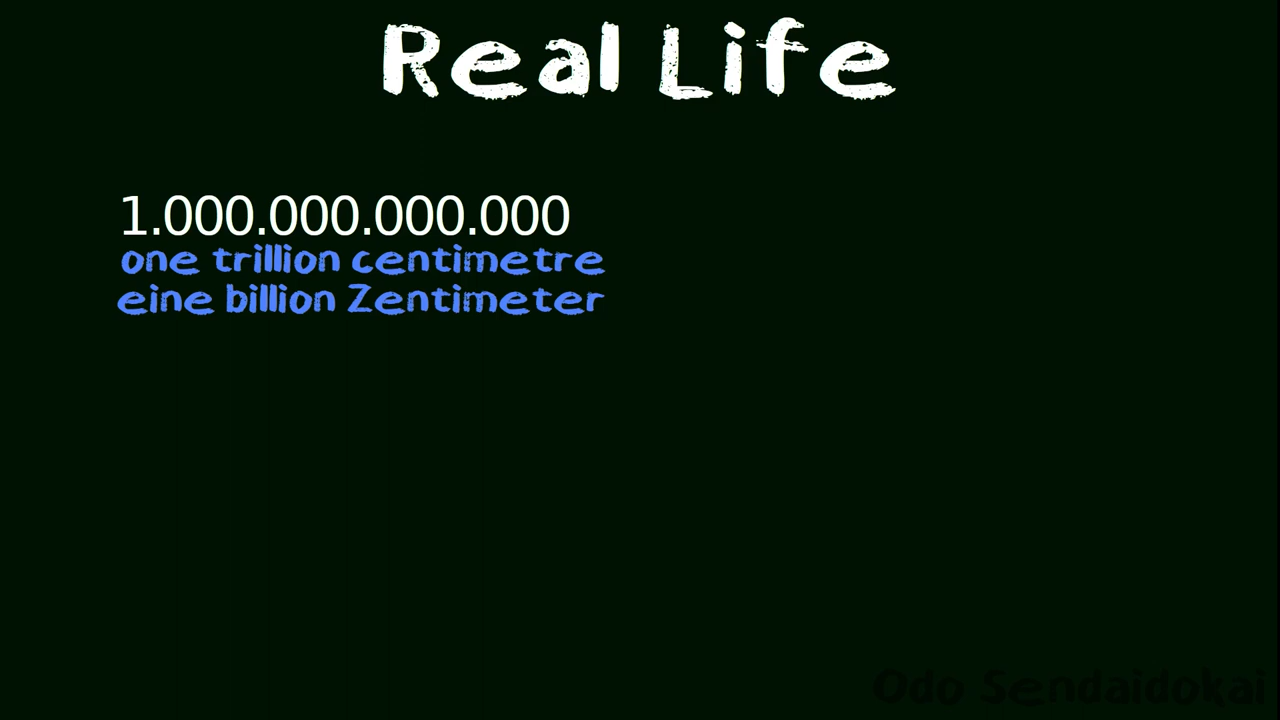 Real Life
1.000.000.000.000
one trillion centimetre
eine billion Zentimeter
Odo Sendaidokai